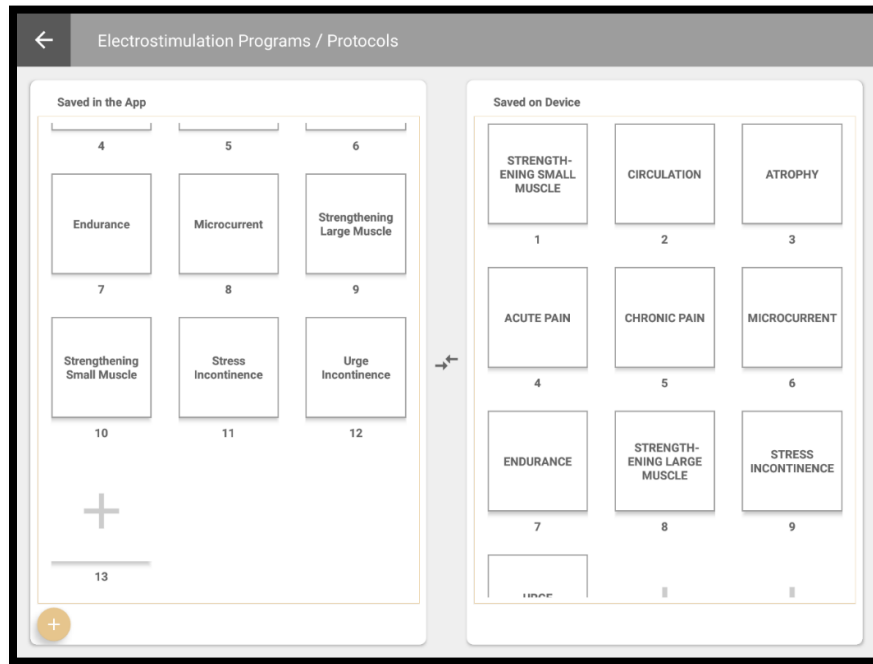 Electrostimulation Programs / Protocols
Saved in the App
4 5 6
Endurance
Microcurrent
Strengthening
Large Muscle
7 8 9
Strengthening
Small Muscle
Stress
Incontinence
Urge
Incontinence
10 11 12
13
Saved on Device
STRENGTH-
ENING SMALL
MUSCLE
CIRCULATION
ATROPHY
1 2 3
ACUTE PAIN
CHRONIC PAIN
MICROCURRENT
4 5 6
ENDURANCE
STRENGTH-
ENING LARGE
MUSCLE
STRESS
INCONTINENCE
7 8 9
URGE